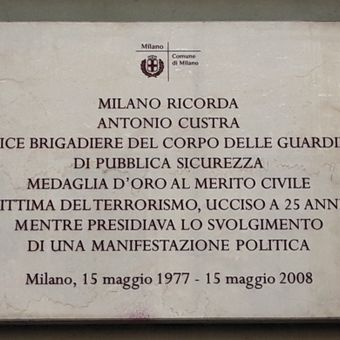 Milano
Comune
di Milano
MILANO RICORDA
ANTONIO CUSTRA
ICE BRIGADIERE DEL CORPO DELLE GUARDI
DI PUBBLICA SICUREZZA
MEDAGLIA D'ORO AL MERITO CIVILE
ITTIMA DEL TERRORISMO, UCCISO A 25 ANN
MENTRE PRESIDIAVA LO SVOLGIMENTO
DI UNA MANIFESTAZIONE POLITICA
Milano, 15 maggio 1977 - 15 maggio 2008